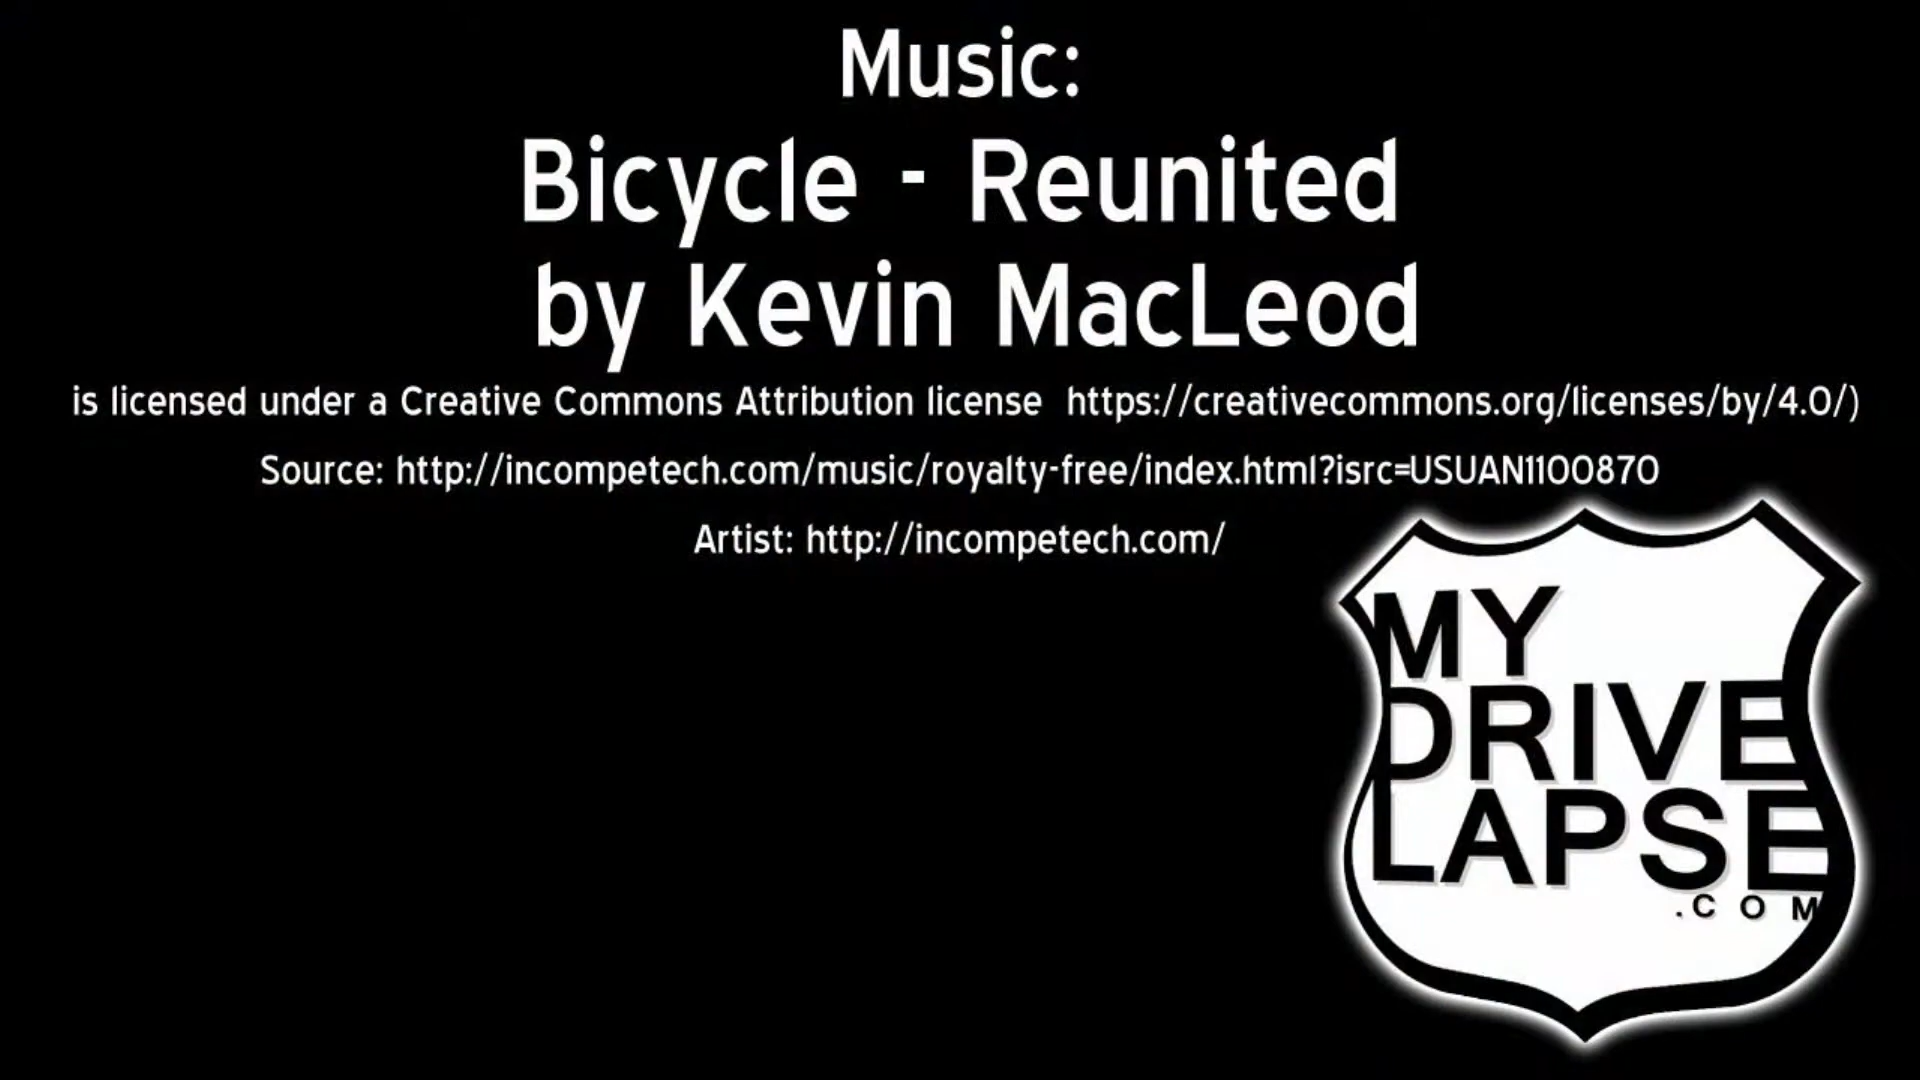 Music:
Bicycle - Reunited
by Kevin MacLeod
is licensed under a Creative Commons Attribution license  https://creativecommons.org/licenses/by/4.0/)
Source: http://incompetech.com/music/royalty-free/index.html?isrc=USUAN1100870
Artist: http://incompetech.com/
MY
DRIVE
LAPSE
.COM